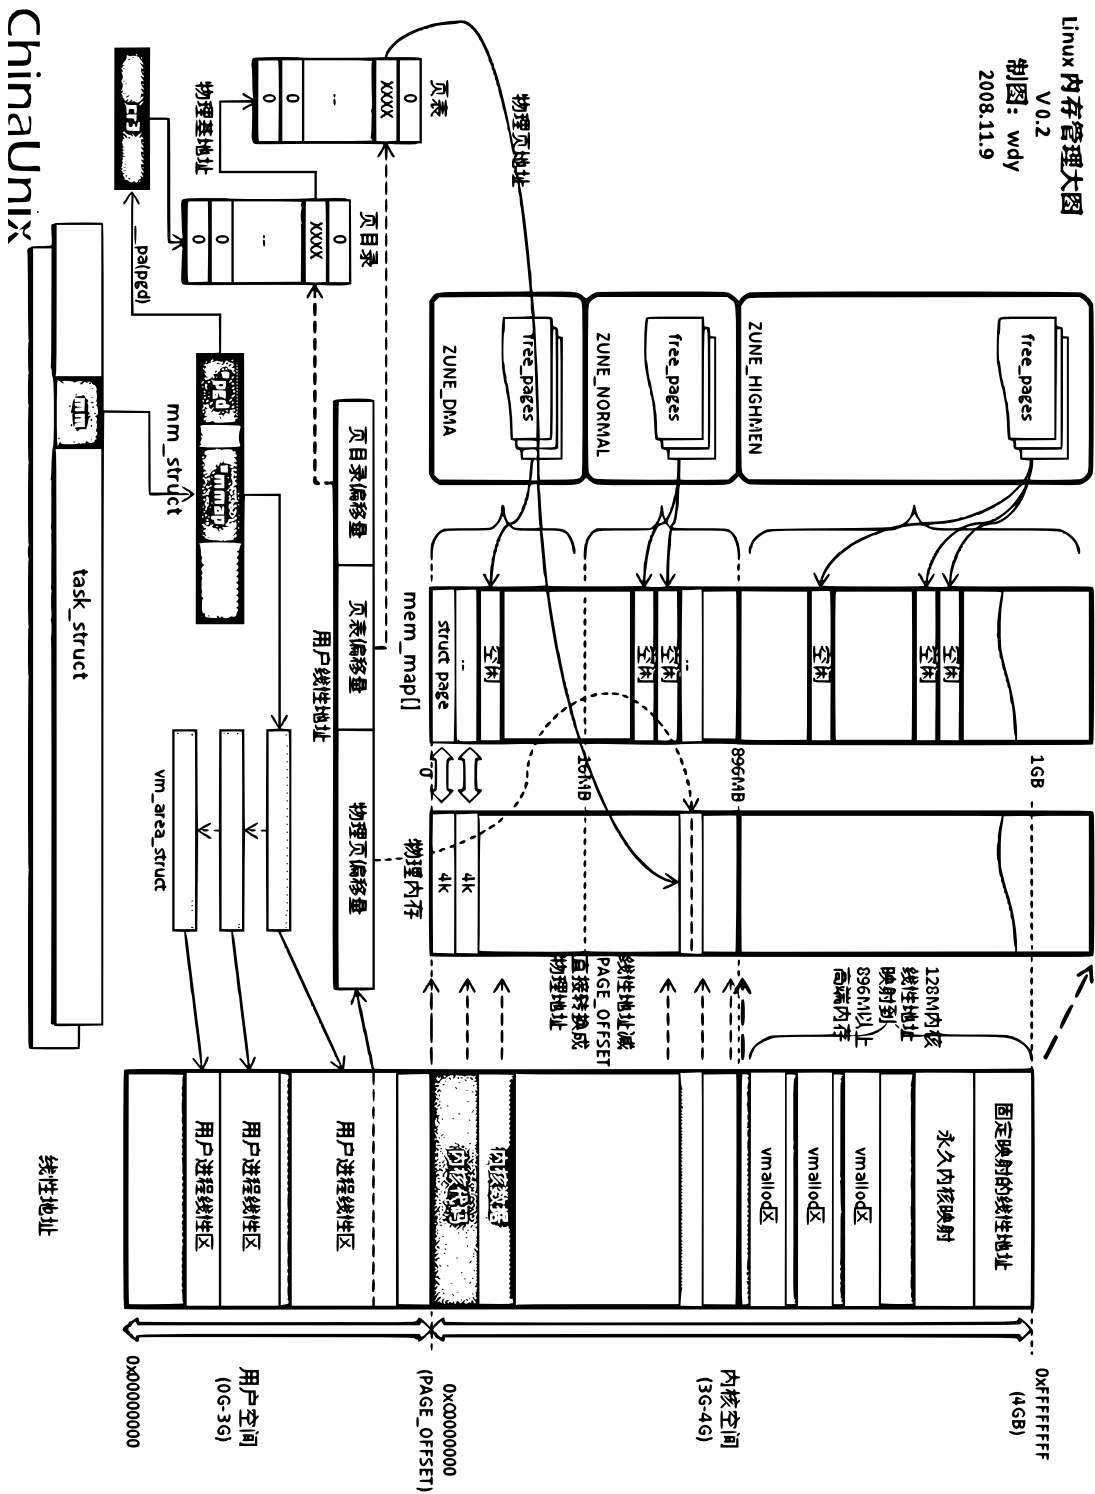 Linux 内存管理大图
V 0.2
制图：wdy
2008.11.9
ChinaUnix
页表
0
XXXX
...
0
0
物理基地址
物理页地址
页目录
0
XXXX
...
0
0
CR3
__pa(pgd)
*pgd
*mmap
mm_struct
mm
task_struct
vm_area_struct
页目录偏移量
页表偏移量
物理页偏移量
用户线性地址
ZUNE_HIGHMEN
free_pages
ZUNE_NORMAL
free_pages
ZUNE_DMA
free_pages
空闲
空闲
空闲
...
空闲
空闲
空闲
...
struct page
mem_map[]
1GB
896MB
16MB
0
4k
4k
物理内存
128M内核
线性地址
映射到
896M以上
高端内存
线性地址减
PAGE_OFFSET
直接转换成
物理地址
固定映射的线性地址
永久内核映射
vmallod区
vmallod区
vmallod区
内核数据
内核代码
用户进程线性区
用户进程线性区
用户进程线性区
线性地址
0xFFFFFFFF
(4GB)
内核空间
(3G-4G)
0xC0000000
(PAGE_OFFSET)
用户空间
(0G-3G)
0x00000000